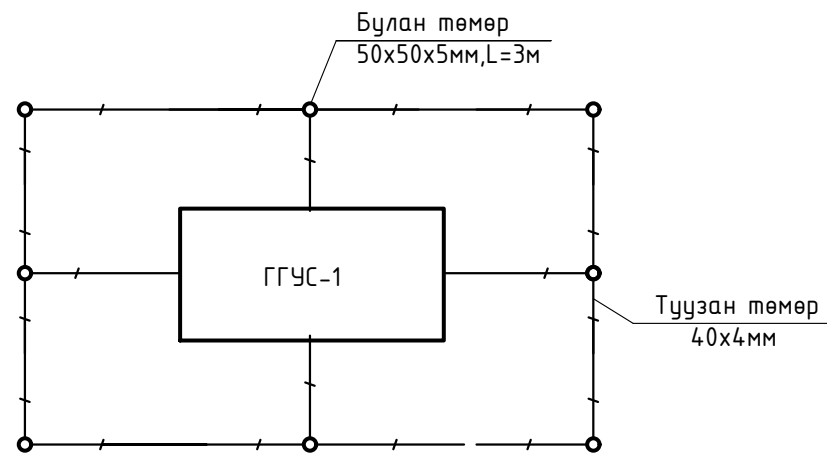 Булан төмөр
50х50х5мм,L=3м
ГГУС-1
Туузан төмөр
40х4мм